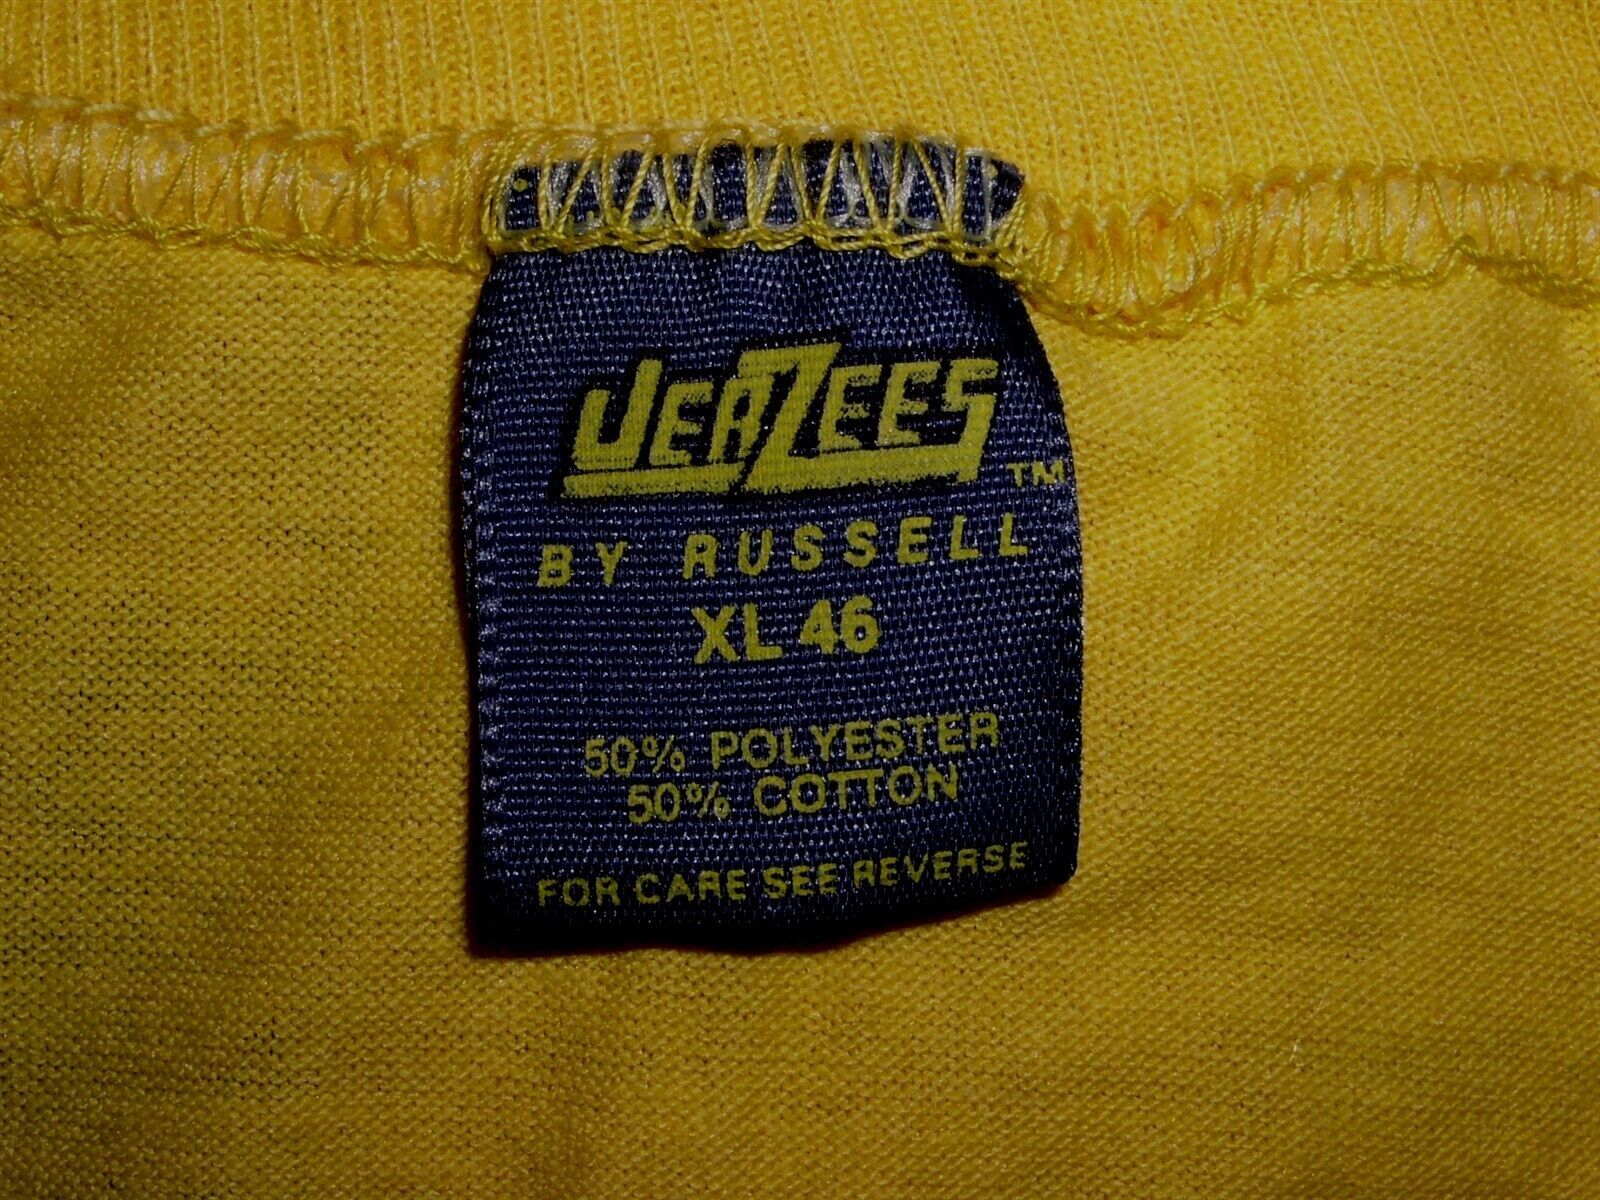 JERZEES TM
BY RUSSELL
XL 46
50% POLYESTER
50% COTTON
FOR CARE SEE REVERSE